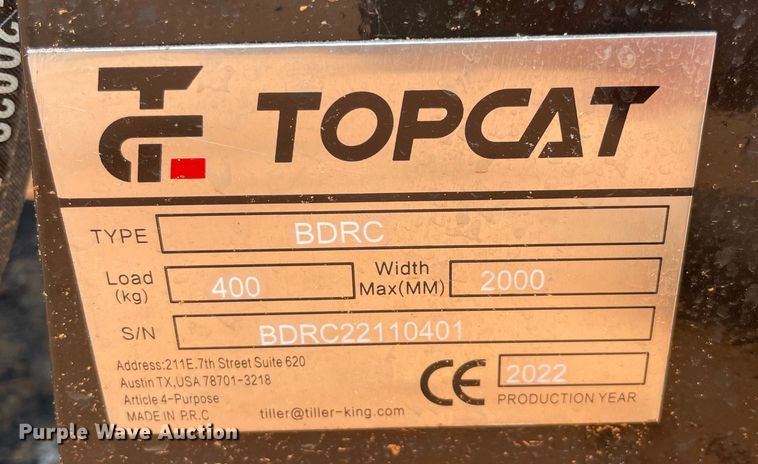 TOPCAT
TYPE BDRC
Load (kg) 400 Width Max(MM) 2000
S/N BDRC22110401
Address:211E.7th Street Suite 620
Austin TX,USA 78701-3218
Article 4-Purpose
MADE IN P.R.C tiller@tiller-king.com
CE 2022
PRODUCTION YEAR
Purple Wave Auction